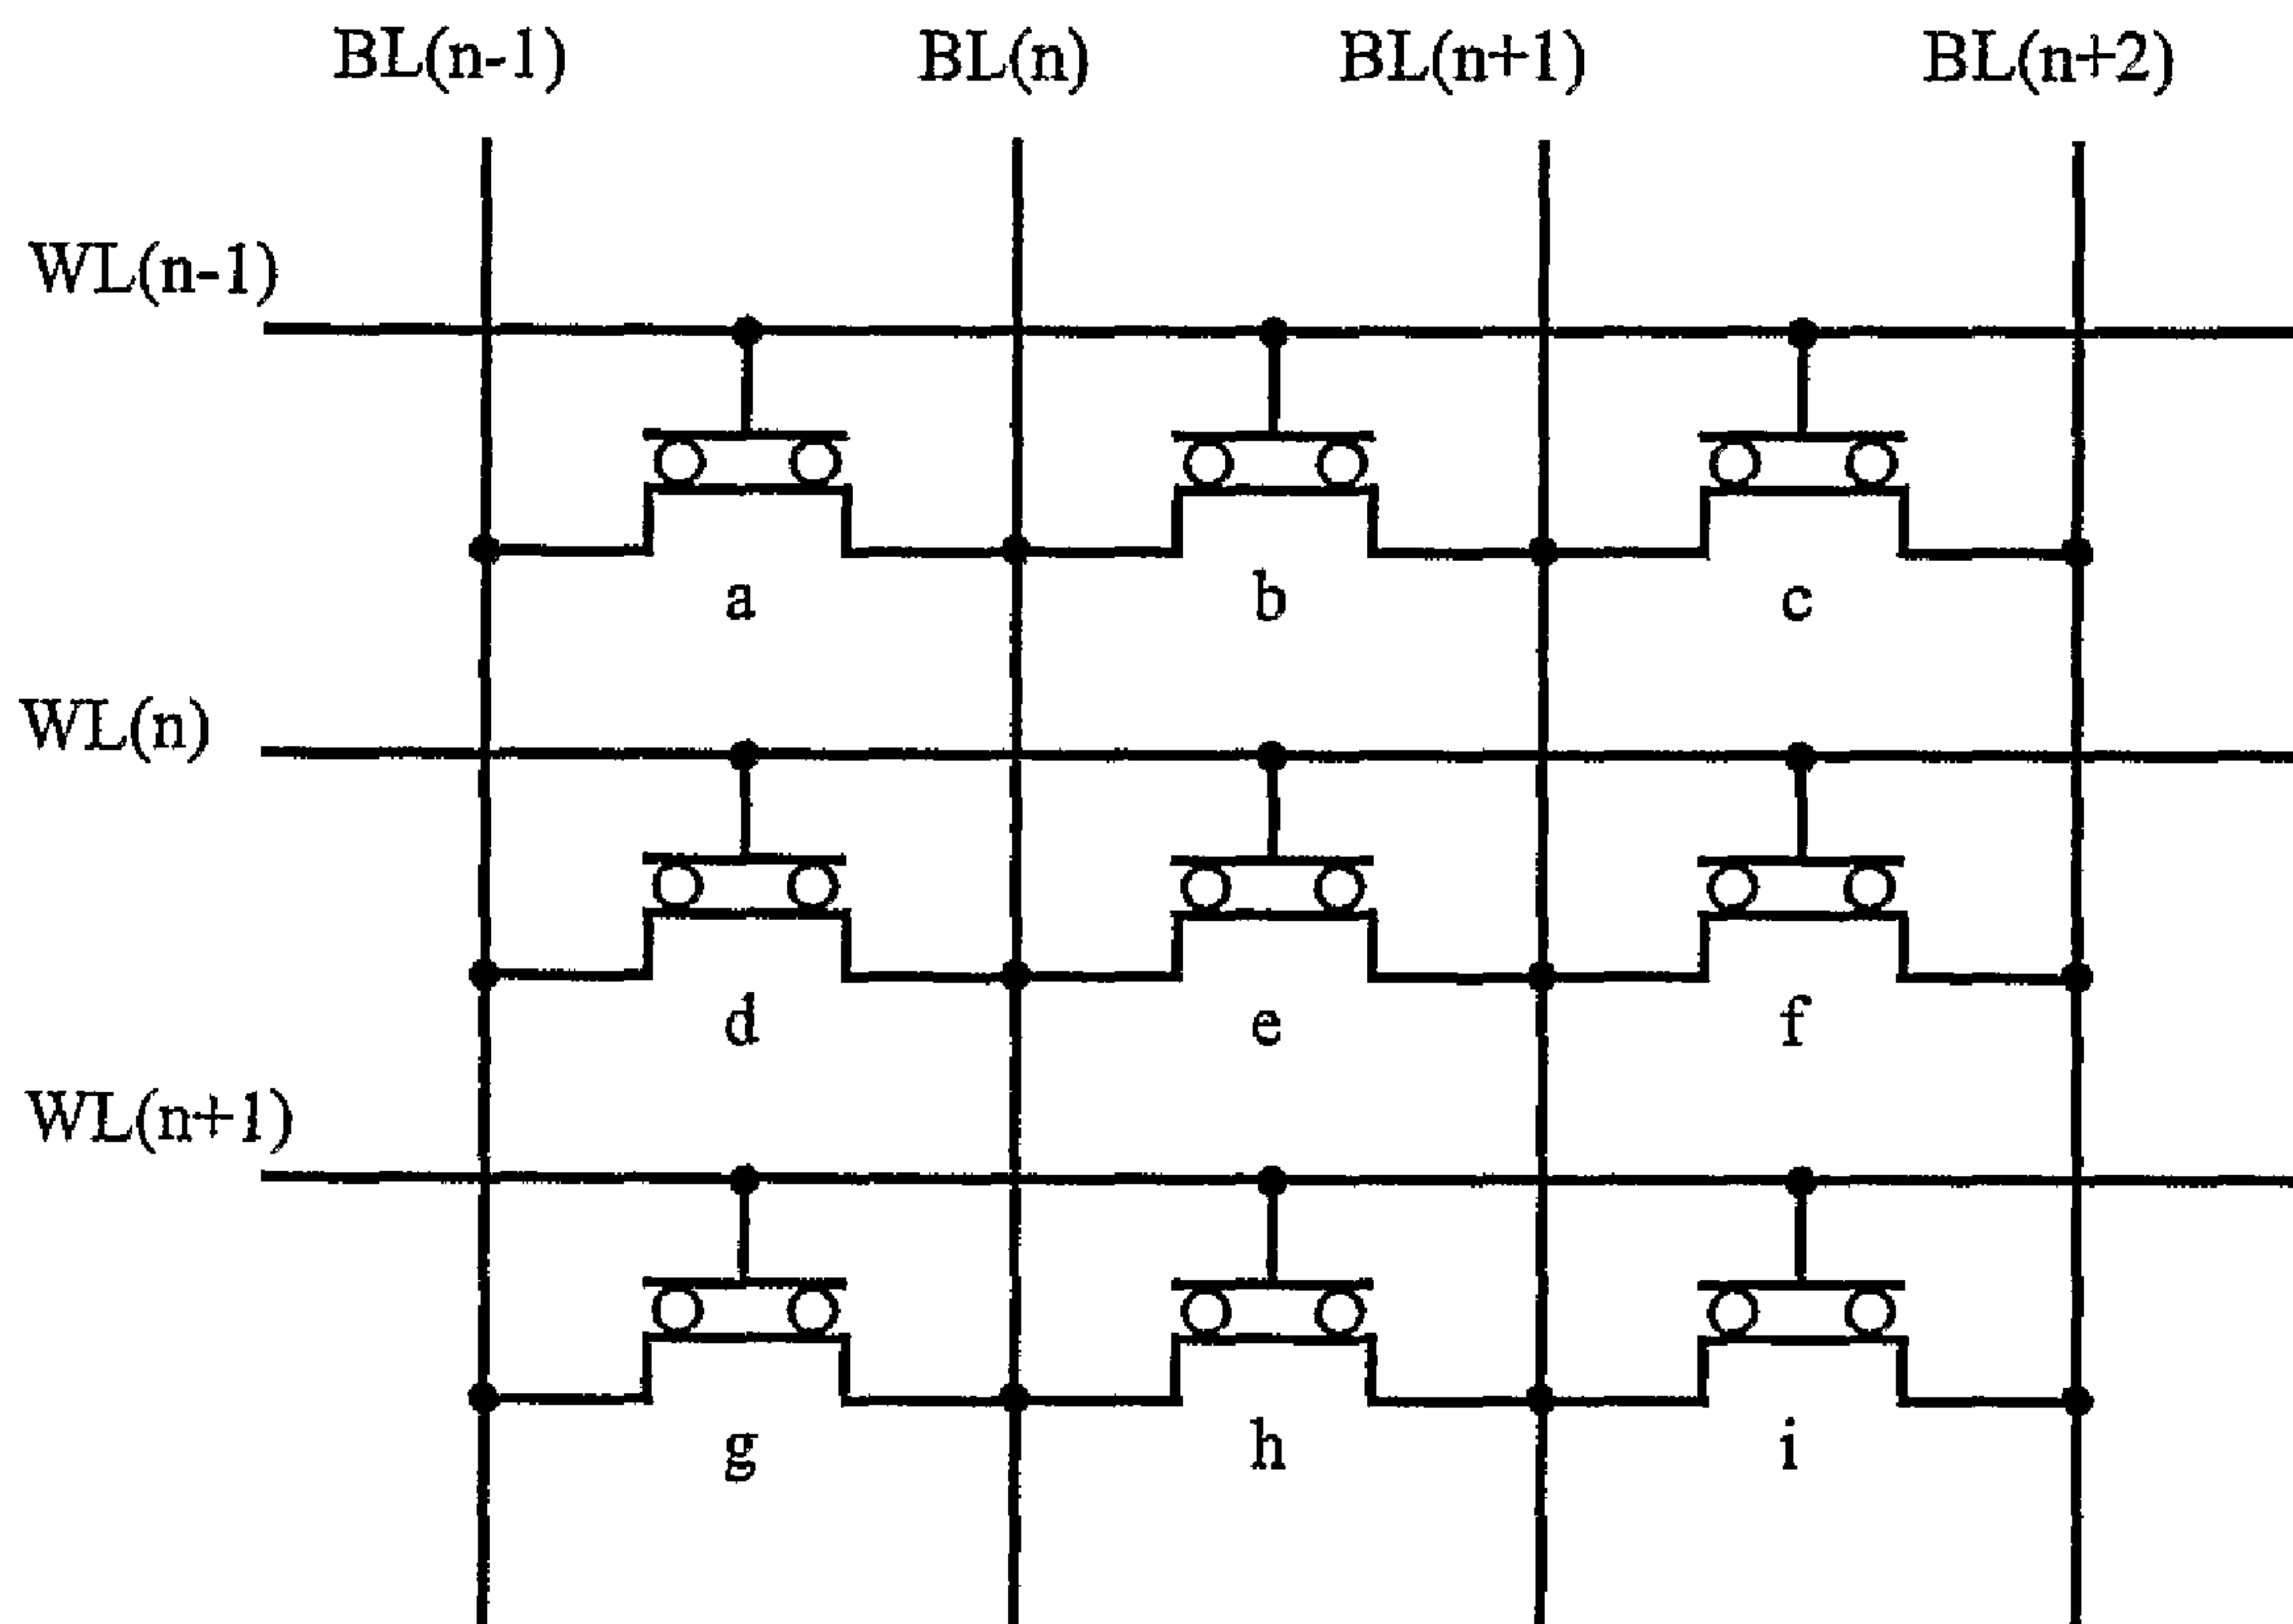 BL(n-1) BL(n) BL(n+1) BL(n+2)
WL(n-1)
a b c
WL(n)
d e f
WL(n+1)
g h i